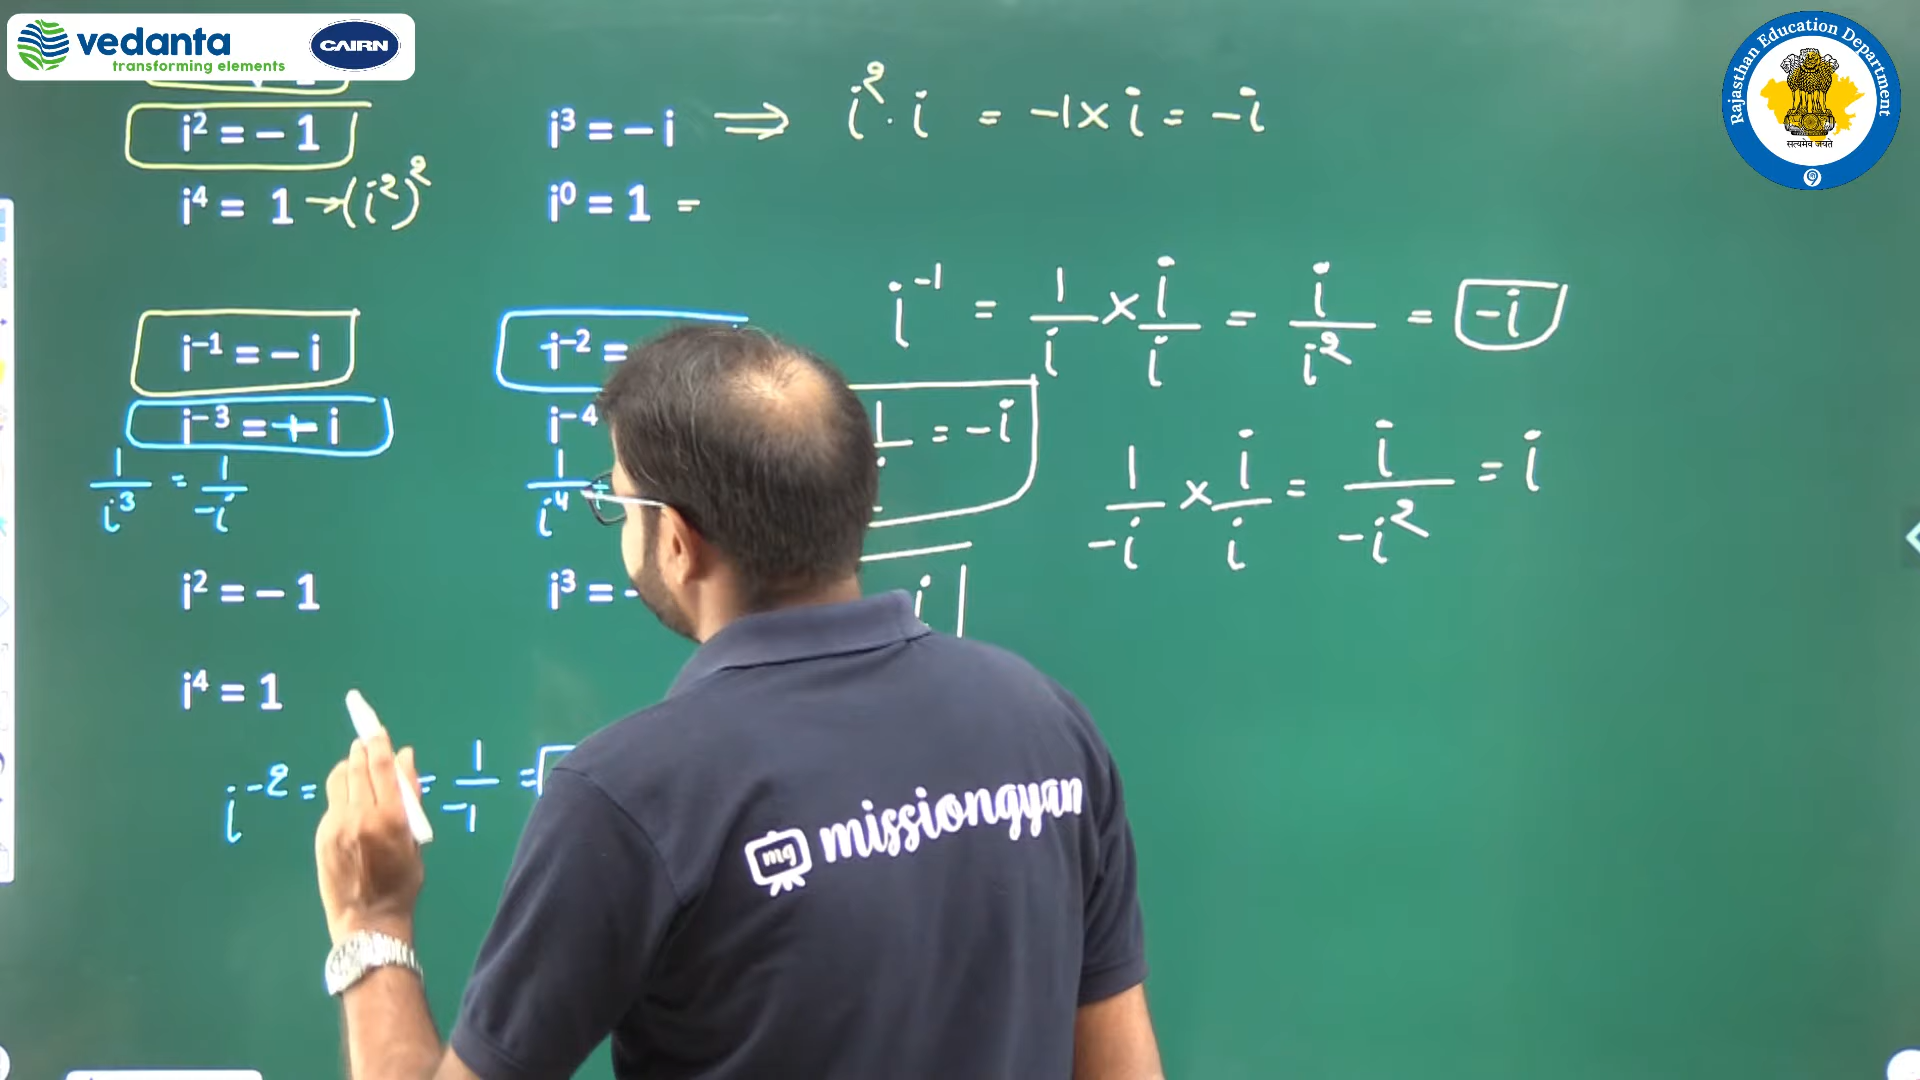 vedanta
transforming elements
CAIRN
Rajasthan Education Department
सत्यमेव जयते
i² = – 1
i³ = – i ⇒ i² · i = -1 × i = -i
i⁴ = 1 → (i²)²
i⁰ = 1 =
i⁻¹ = 1/i × i/i = i/i² = -i
i⁻¹ = – i
i⁻² =
i⁻³ = + i
i⁻⁴
= -i
1/i³ = 1/-i
1/i⁴
1/-i × i/i = i/-i² = i
i² = – 1
i³ = -
i
i⁴ = 1
i⁻² = = 1/-1 =
mg missiongyan